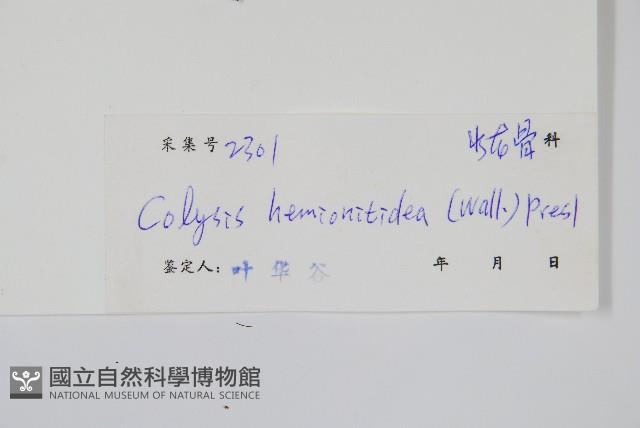 采集号 2301 水龙骨 科
Colysis hemionitidea (Wall.) Presl
鉴定人: 叶华谷 年 月 日
國立自然科學博物館
NATIONAL MUSEUM OF NATURAL SCIENCE